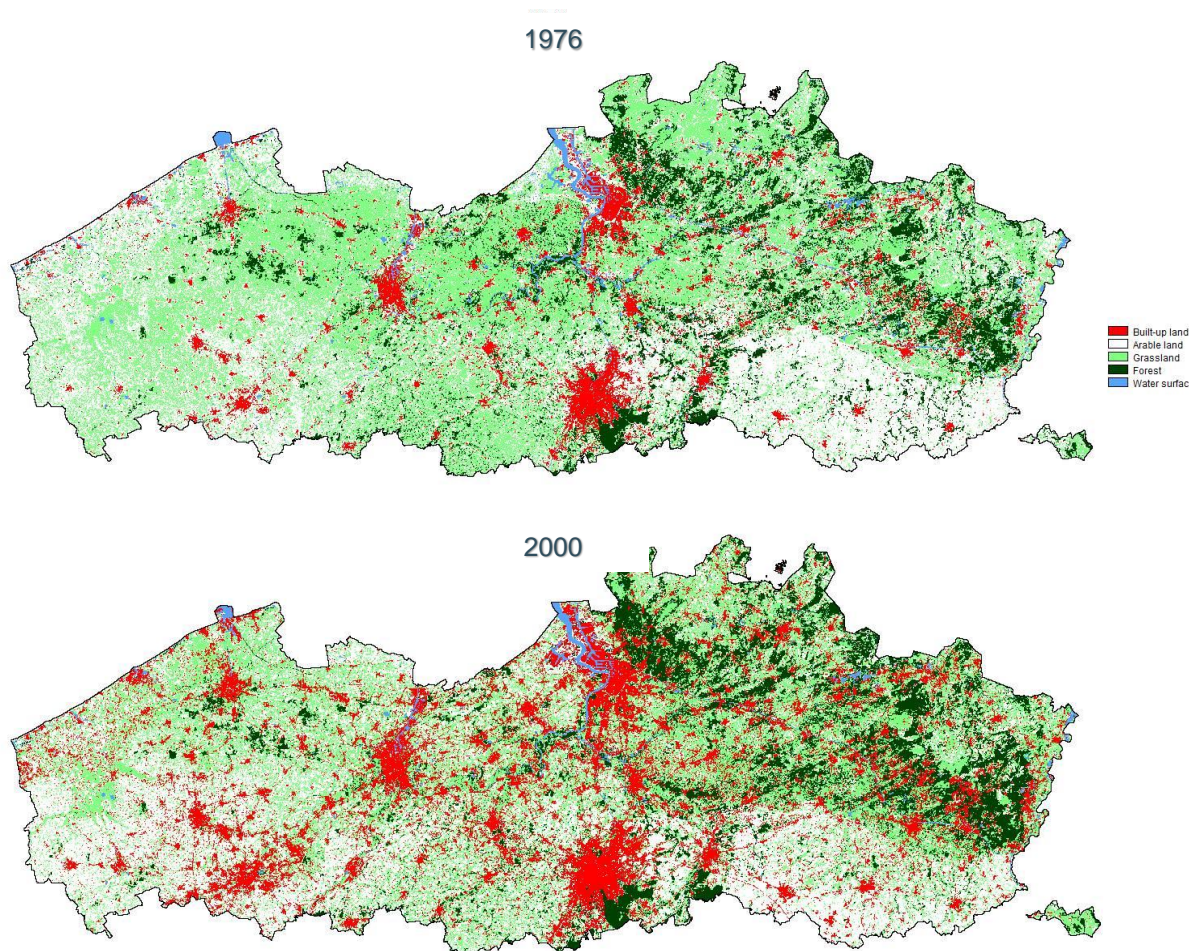 1976
Built-up land
Arable land
Grassland
Forest
Water surfac
2000